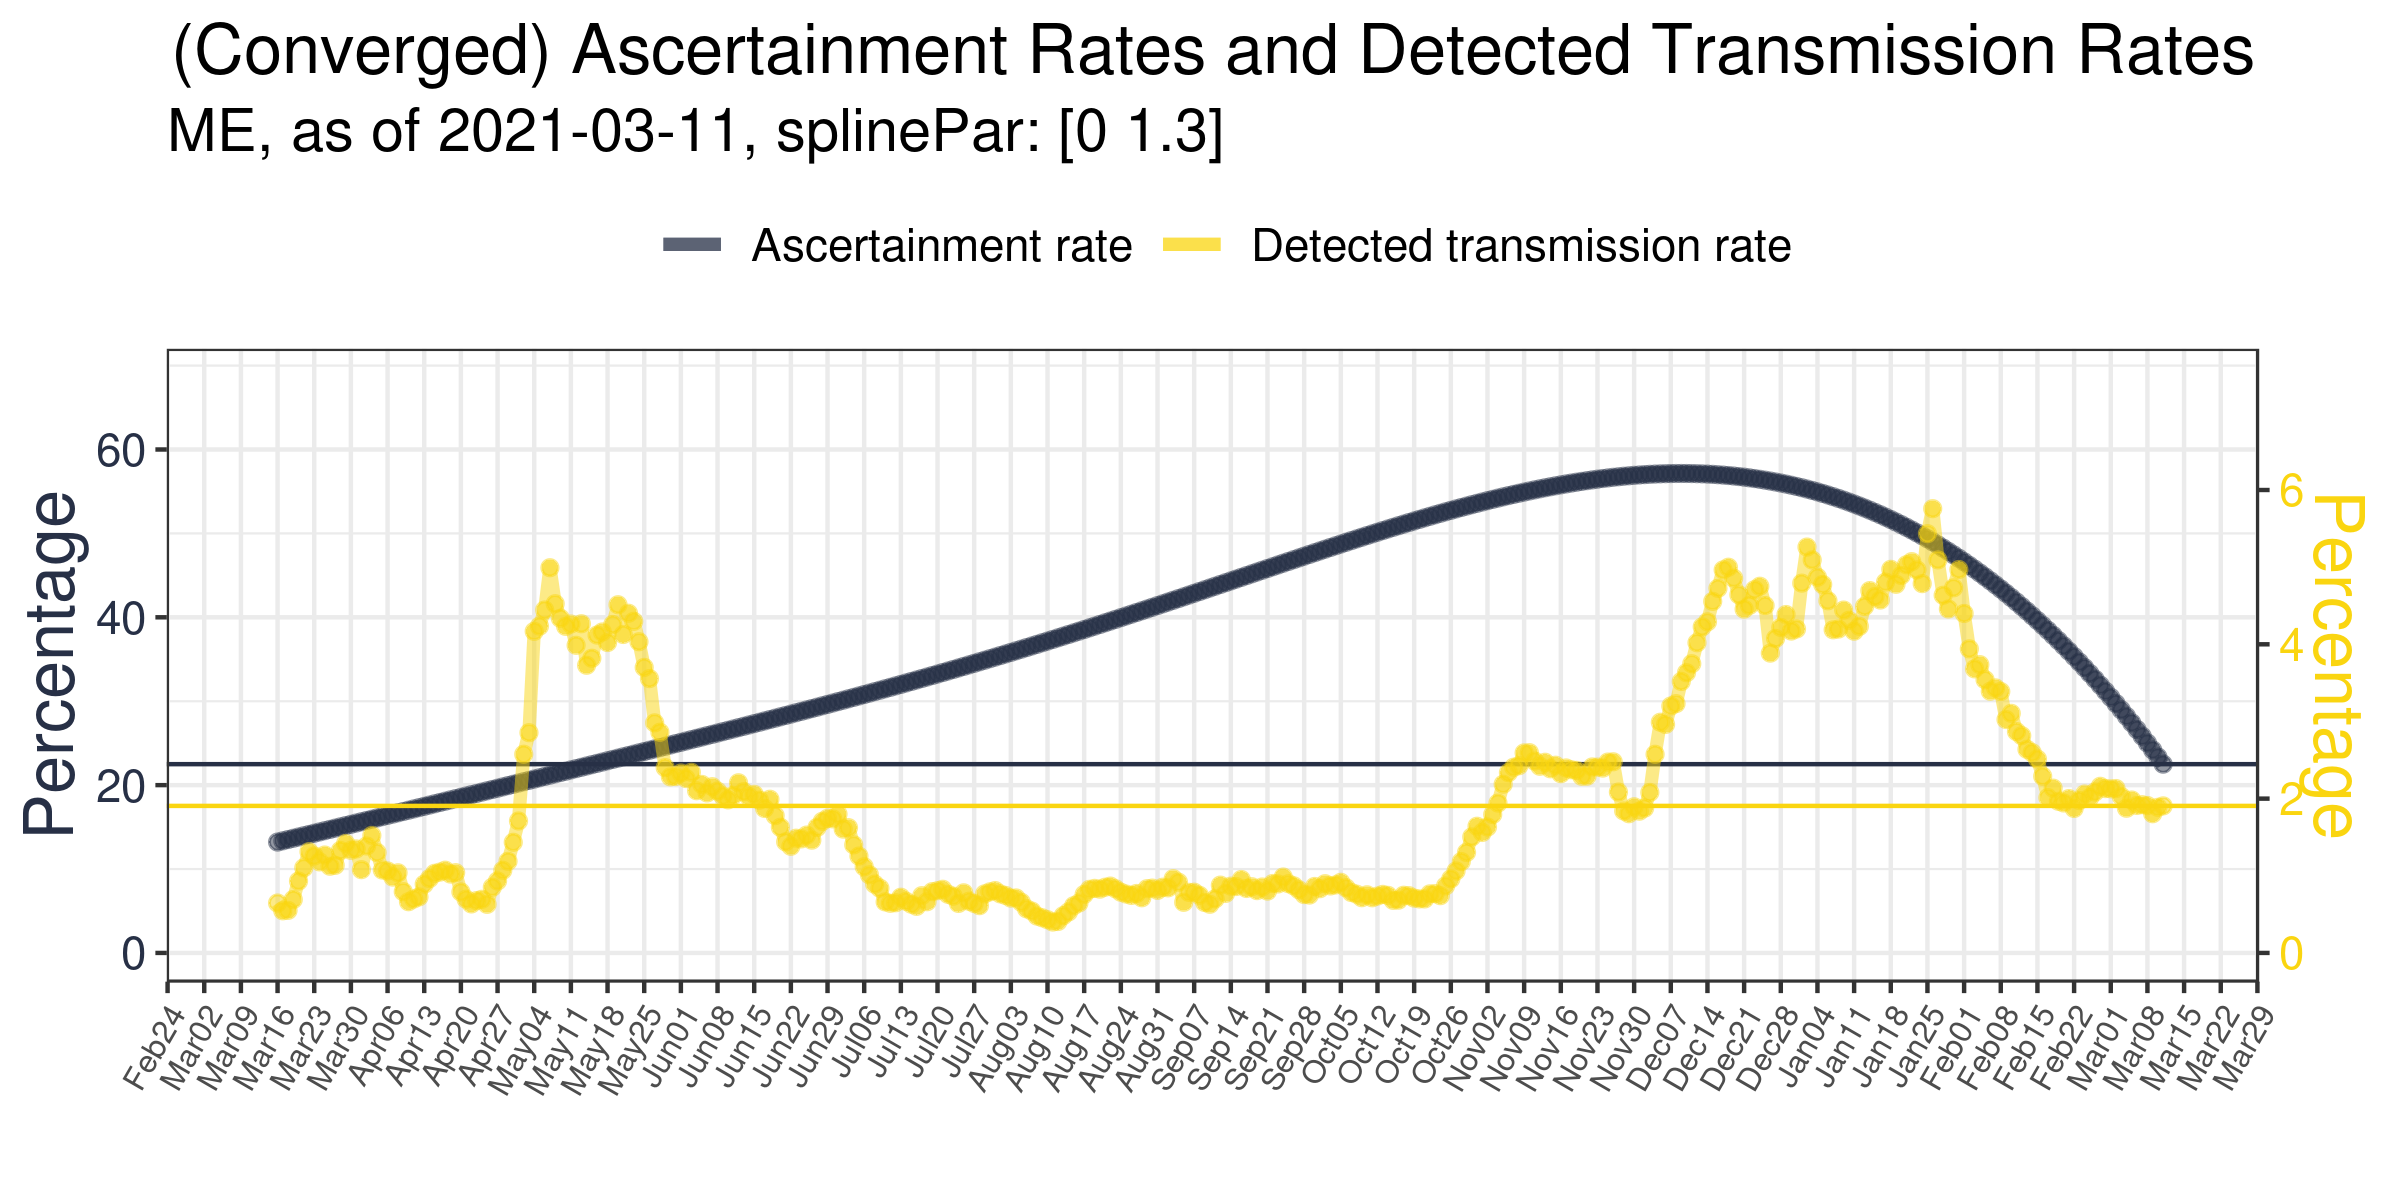 (Converged) Ascertainment Rates and Detected Transmission Rates
ME, as of 2021-03-11, splinePar: [0 1.3]
Ascertainment rate Detected transmission rate
Percentage
60
40
20
0
6
4
2
0
Percentage
Feb24 Mar02 Mar09 Mar16 Mar23 Mar30 Apr06 Apr13 Apr20 Apr27 May04 May11 May18 May25 Jun01 Jun08 Jun15 Jun22 Jun29 Jul06 Jul13 Jul20 Jul27 Aug03 Aug10 Aug17 Aug24 Aug31 Sep07 Sep14 Sep21 Sep28 Oct05 Oct12 Oct19 Oct26 Nov02 Nov09 Nov16 Nov23 Nov30 Dec07 Dec14 Dec21 Dec28 Jan04 Jan11 Jan18 Jan25 Feb01 Feb08 Feb15 Feb22 Mar01 Mar08 Mar15 Mar22 Mar29